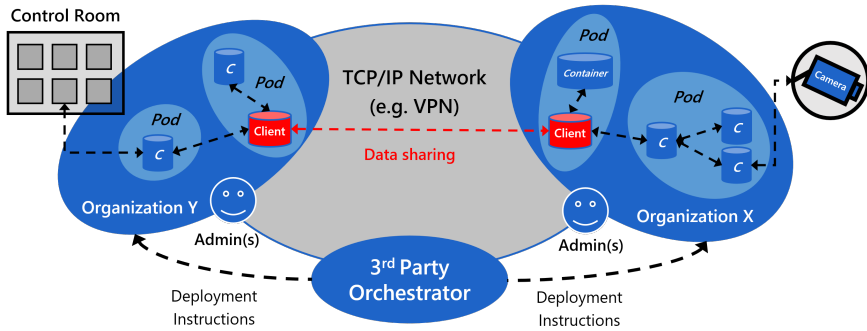 Control Room
Pod
C
Pod
C
Client
Organization Y
Admin(s)
TCP/IP Network
(e.g. VPN)
Data sharing
Pod
Container
Client
Pod
C
C
C
Organization X
Admin(s)
Camera
3rd Party
Orchestrator
Deployment
Instructions
Deployment
Instructions